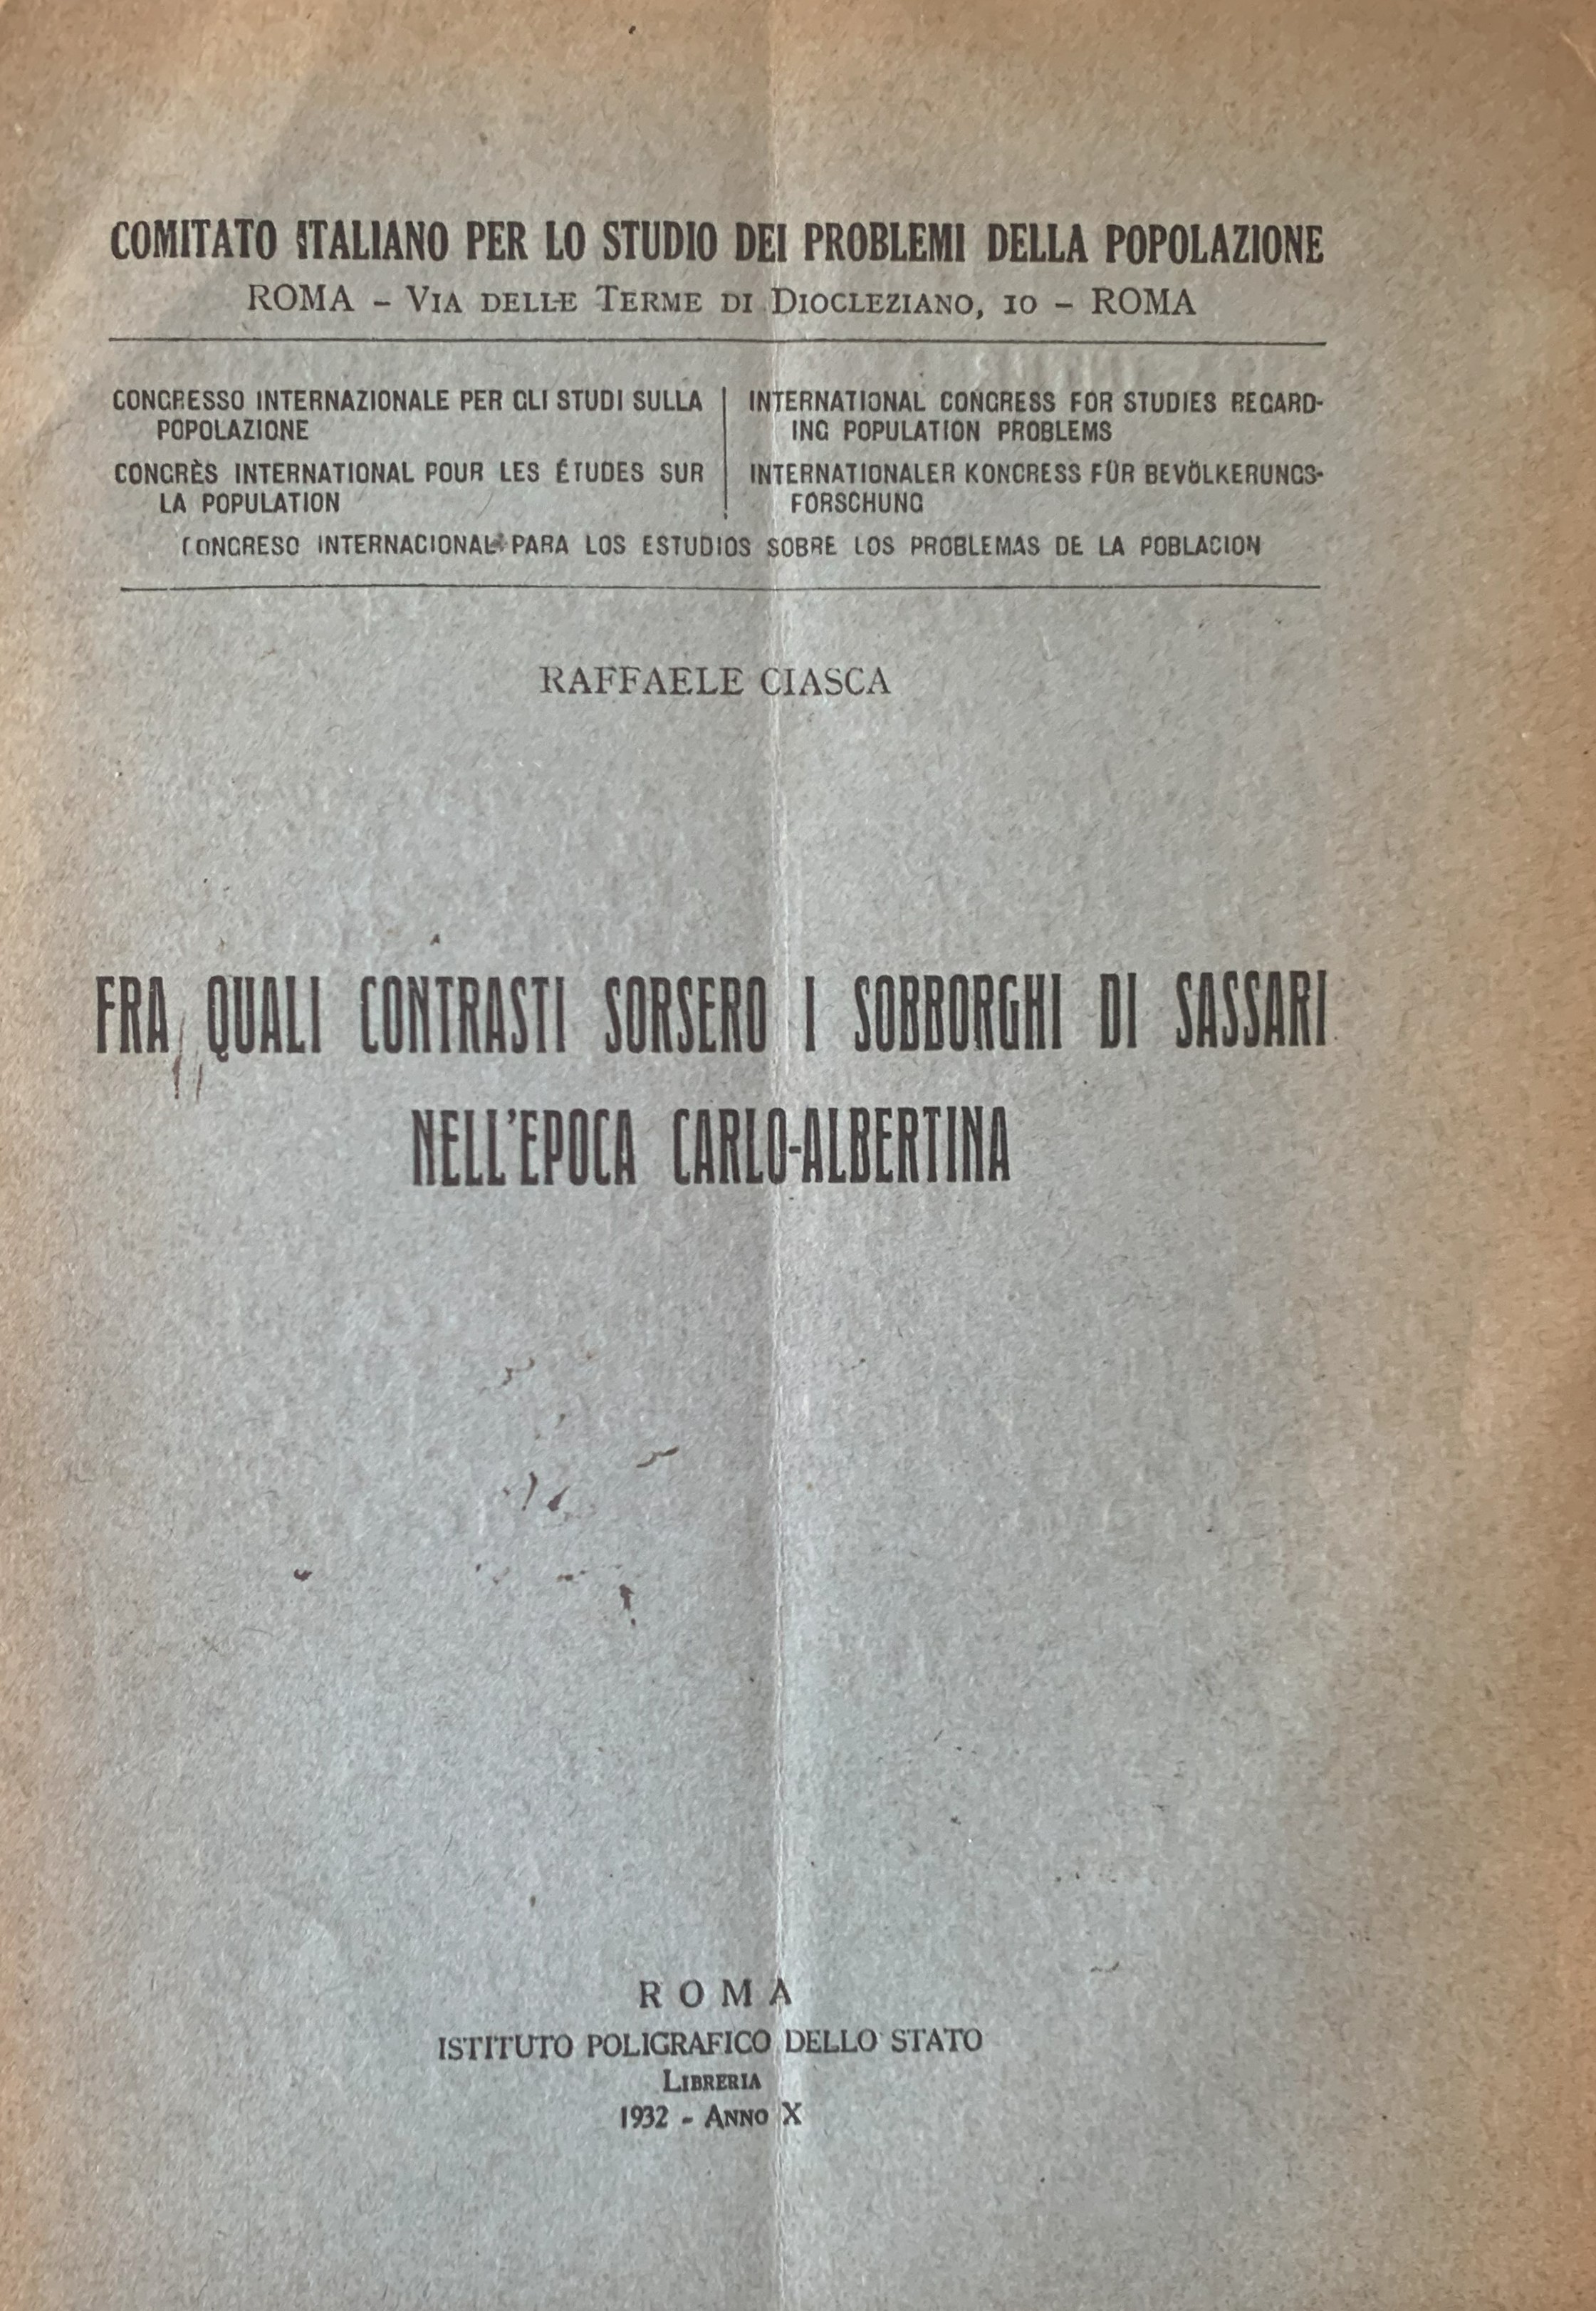 COMITATO ITALIANO PER LO STUDIO DEI PROBLEMI DELLA POPOLAZIONE
ROMA – VIA DELLE TERME DI DIOCLEZIANO, 10 – ROMA
CONGRESSO INTERNAZIONALE PER GLI STUDI SULLA
POPOLAZIONE
CONGRÈS INTERNATIONAL POUR LES ÉTUDES SUR
LA POPULATION
INTERNATIONAL CONGRESS FOR STUDIES REGARD-
ING POPULATION PROBLEMS
INTERNATIONALER KONGRESS FÜR BEVÖLKERUNGS-
FORSCHUNG
CONGRESO INTERNACIONAL PARA LOS ESTUDIOS SOBRE LOS PROBLEMAS DE LA POBLACION
RAFFAELE CIASCA
FRA QUALI CONTRASTI SORSERO I SOBBORGHI DI SASSARI
NELL'EPOCA CARLO-ALBERTINA
ROMA
ISTITUTO POLIGRAFICO DELLO STATO
LIBRERIA
1932 - ANNO X